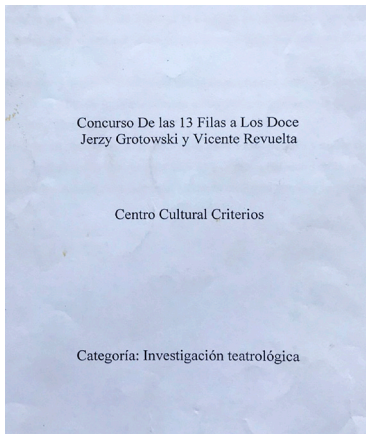 Concurso De las 13 Filas a Los Doce
Jerzy Grotowski y Vicente Revuelta
Centro Cultural Criterios
Categoría: Investigación teatrológica